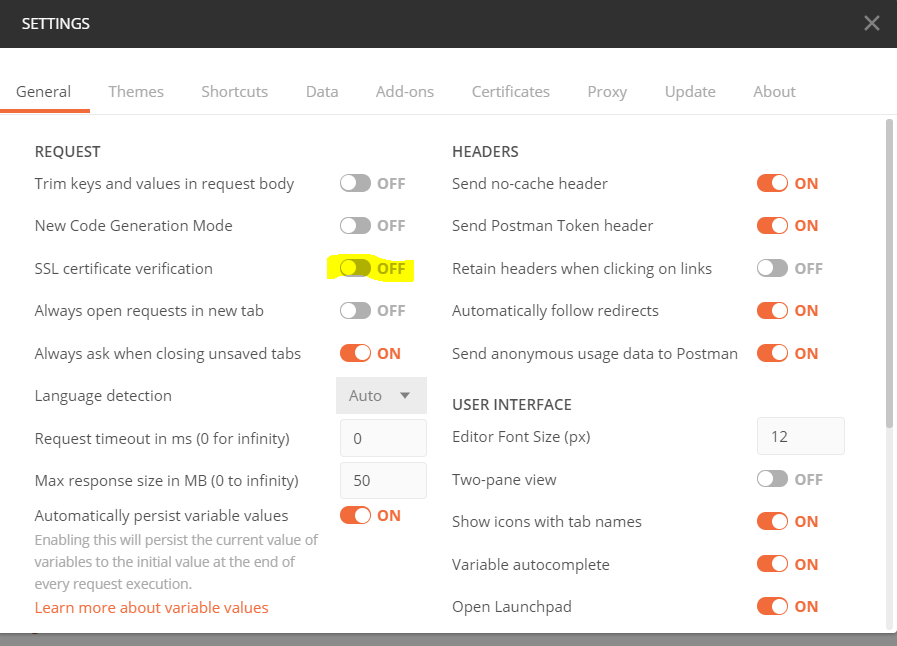 SETTINGS
General Themes Shortcuts Data Add-ons Certificates Proxy Update About
REQUEST
Trim keys and values in request body OFF
New Code Generation Mode OFF
SSL certificate verification OFF
Always open requests in new tab OFF
Always ask when closing unsaved tabs ON
Language detection Auto
Request timeout in ms (0 for infinity) 0
Max response size in MB (0 to infinity) 50
Automatically persist variable values ON
Enabling this will persist the current value of
variables to the initial value at the end of
every request execution.
Learn more about variable values
HEADERS
Send no-cache header ON
Send Postman Token header ON
Retain headers when clicking on links OFF
Automatically follow redirects ON
Send anonymous usage data to Postman ON
USER INTERFACE
Editor Font Size (px) 12
Two-pane view OFF
Show icons with tab names ON
Variable autocomplete ON
Open Launchpad ON